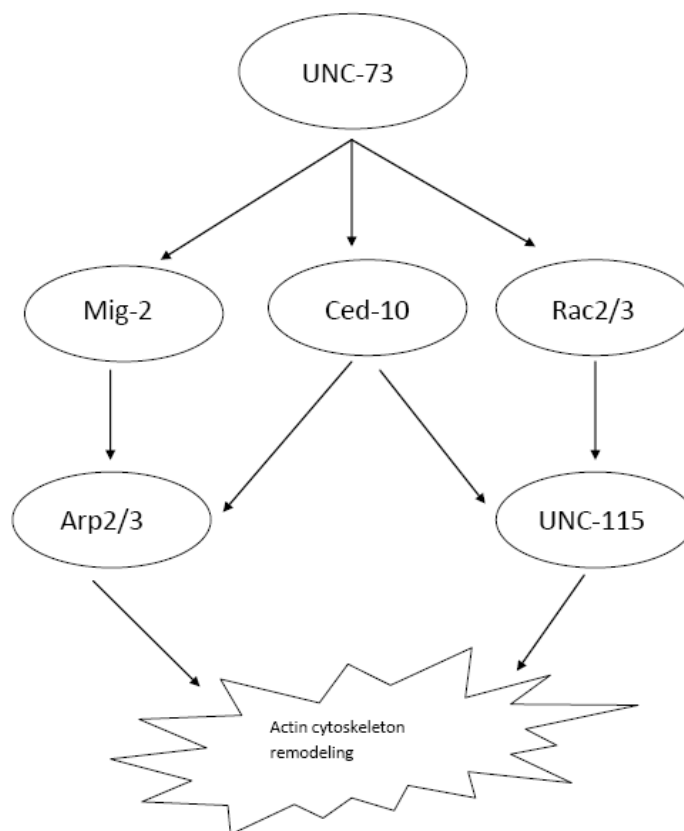 UNC-73
Mig-2
Ced-10
Rac2/3
Arp2/3
UNC-115
Actin cytoskeleton
remodeling